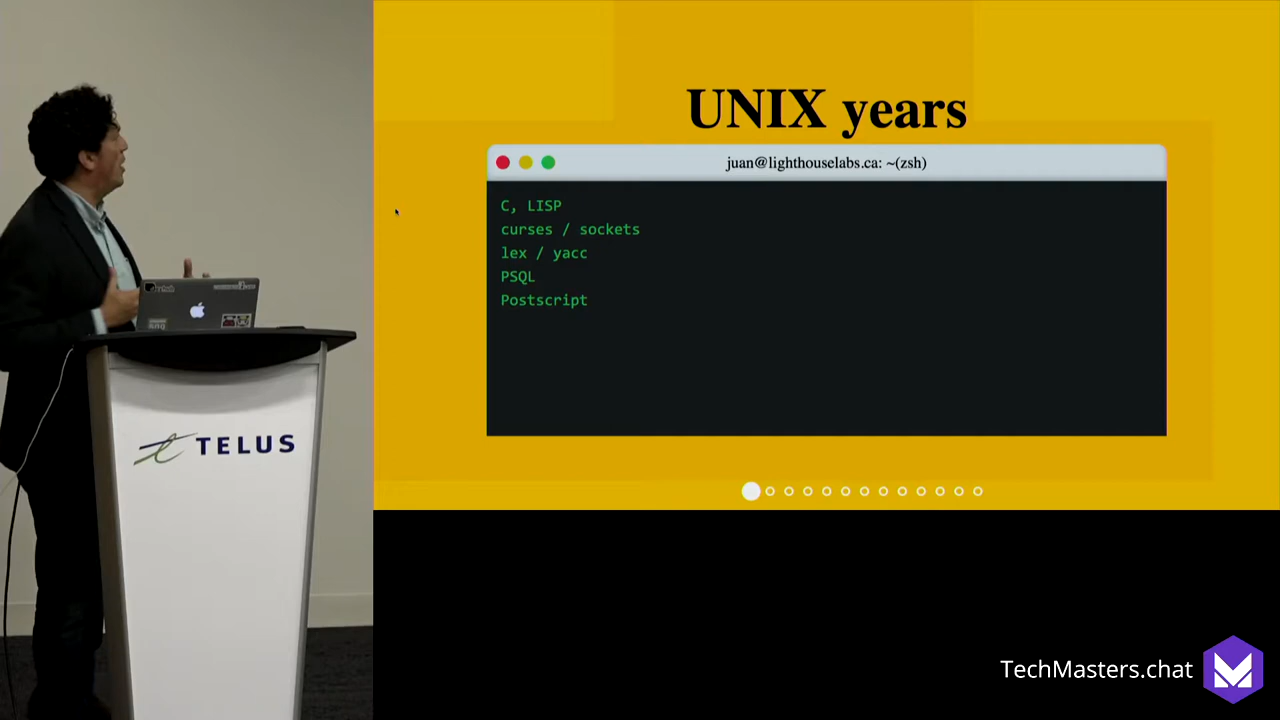 UNIX years
juan@lighthouselabs.ca: ~(zsh)
C, LISP
curses / sockets
lex / yacc
PSQL
Postscript
TELUS
TechMasters.chat